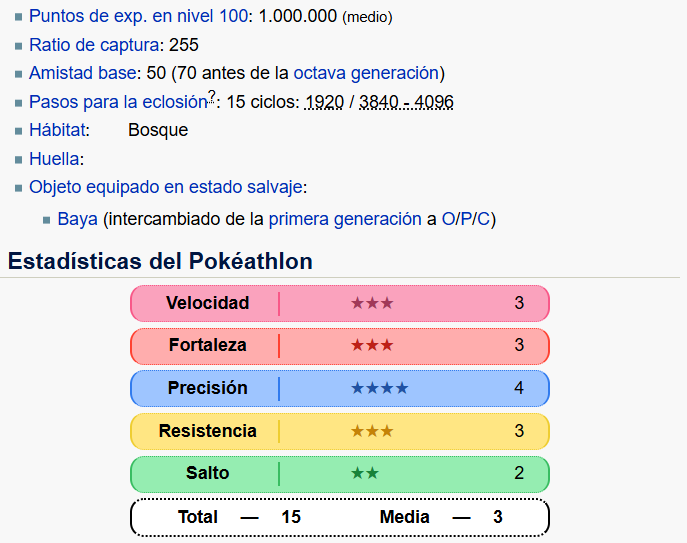 Puntos de exp. en nivel 100: 1.000.000 (medio)
Ratio de captura: 255
Amistad base: 50 (70 antes de la octava generación)
Pasos para la eclosión?: 15 ciclos: 1920 / 3840 - 4096
Hábitat: Bosque
Huella:
Objeto equipado en estado salvaje:
Baya (intercambiado de la primera generación a O/P/C)
Estadísticas del Pokéathlon
Velocidad ★★★ 3
Fortaleza ★★★ 3
Precisión ★★★★ 4
Resistencia ★★★ 3
Salto ★★ 2
Total — 15 Media — 3